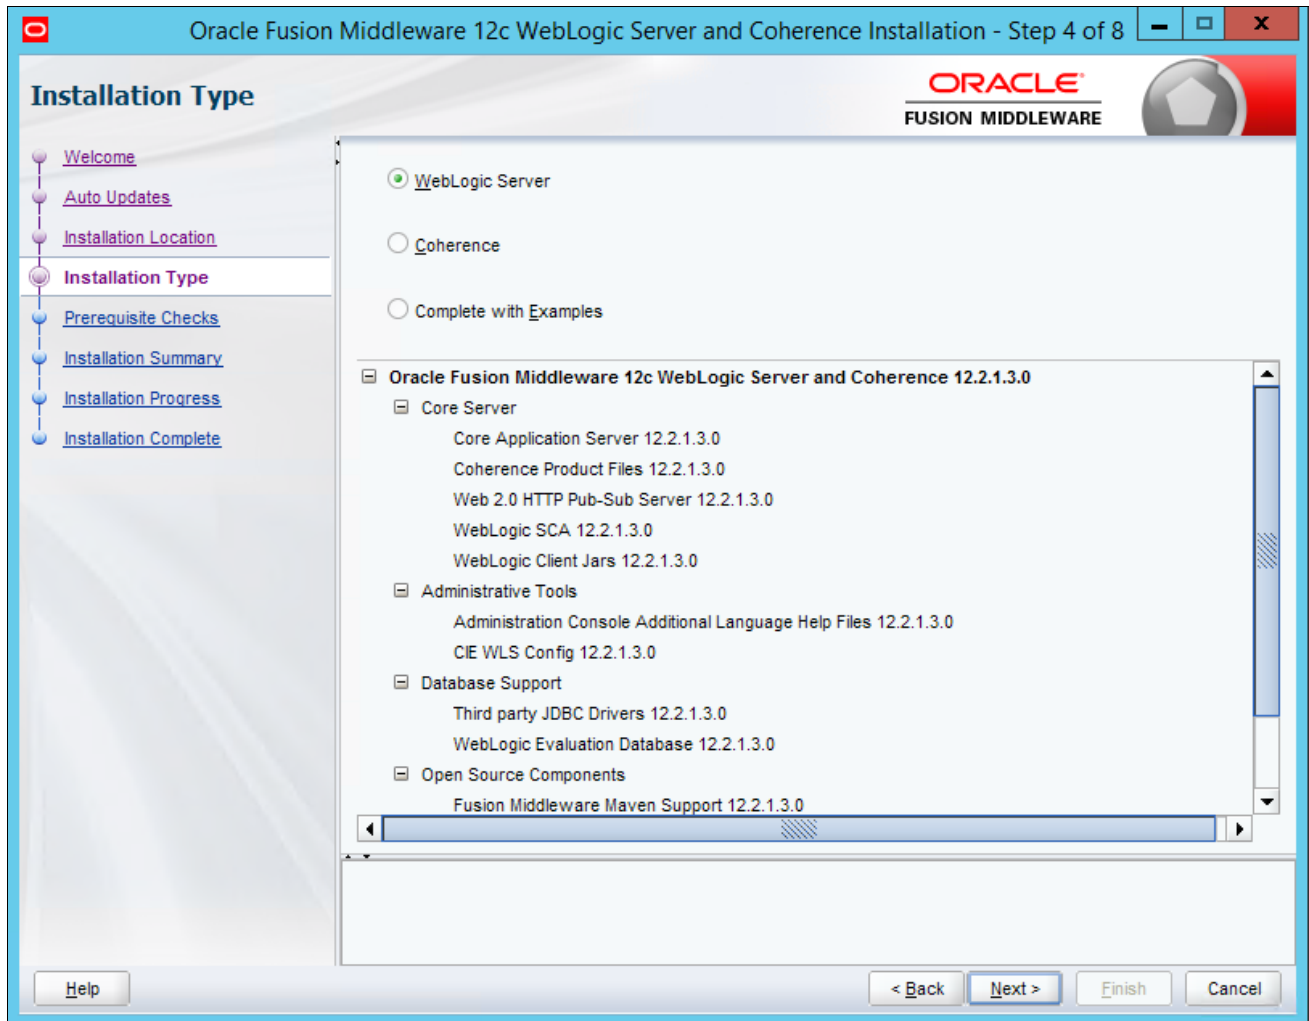 Oracle Fusion Middleware 12c WebLogic Server and Coherence Installation - Step 4 of 8
Installation Type
ORACLE
FUSION MIDDLEWARE
Welcome
Auto Updates
Installation Location
Installation Type
Prerequisite Checks
Installation Summary
Installation Progress
Installation Complete
WebLogic Server
Coherence
Complete with Examples
Oracle Fusion Middleware 12c WebLogic Server and Coherence 12.2.1.3.0
Core Server
Core Application Server 12.2.1.3.0
Coherence Product Files 12.2.1.3.0
Web 2.0 HTTP Pub-Sub Server 12.2.1.3.0
WebLogic SCA 12.2.1.3.0
WebLogic Client Jars 12.2.1.3.0
Administrative Tools
Administration Console Additional Language Help Files 12.2.1.3.0
CIE WLS Config 12.2.1.3.0
Database Support
Third party JDBC Drivers 12.2.1.3.0
WebLogic Evaluation Database 12.2.1.3.0
Open Source Components
Fusion Middleware Maven Support 12.2.1.3.0
Help
< Back
Next >
Finish
Cancel